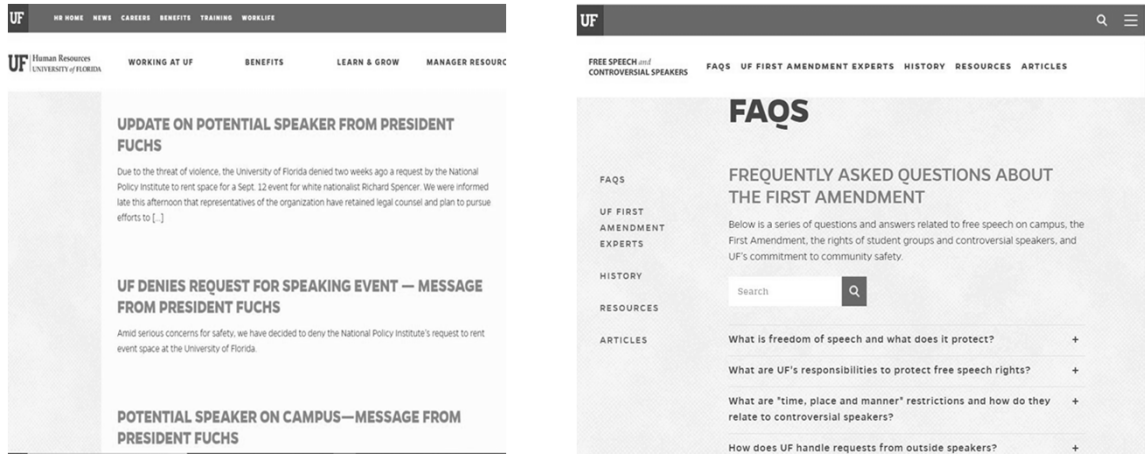 UF
HR HOME NEWS CAREERS BENEFITS TRAINING WORKLIFE
UF Human Resources
UNIVERSITY of FLORIDA
WORKING AT UF BENEFITS LEARN & GROW MANAGER RESOURC
UPDATE ON POTENTIAL SPEAKER FROM PRESIDENT
FUCHS
Due to the threat of violence, the University of Florida denied two weeks ago a request by the National
Policy Institute to rent space for a Sept. 12 event for white nationalist Richard Spencer. We were informed
late this afternoon that representatives of the organization have retained legal counsel and plan to pursue
efforts to [...]
UF DENIES REQUEST FOR SPEAKING EVENT — MESSAGE
FROM PRESIDENT FUCHS
Amid serious concerns for safety, we have decided to deny the National Policy Institute's request to rent
event space at the University of Florida.
POTENTIAL SPEAKER ON CAMPUS—MESSAGE FROM
PRESIDENT FUCHS
UF
FREE SPEECH and
CONTROVERSIAL SPEAKERS
FAQS UF FIRST AMENDMENT EXPERTS HISTORY RESOURCES ARTICLES
FAQS
FAQS
UF FIRST
AMENDMENT
EXPERTS
HISTORY
RESOURCES
ARTICLES
FREQUENTLY ASKED QUESTIONS ABOUT
THE FIRST AMENDMENT
Below is a series of questions and answers related to free speech on campus, the
First Amendment, the rights of student groups and controversial speakers, and
UF's commitment to community safety.
Search
What is freedom of speech and what does it protect? +
What are UF's responsibilities to protect free speech rights? +
What are "time, place and manner" restrictions and how do they +
relate to controversial speakers?
How does UF handle requests from outside speakers? +